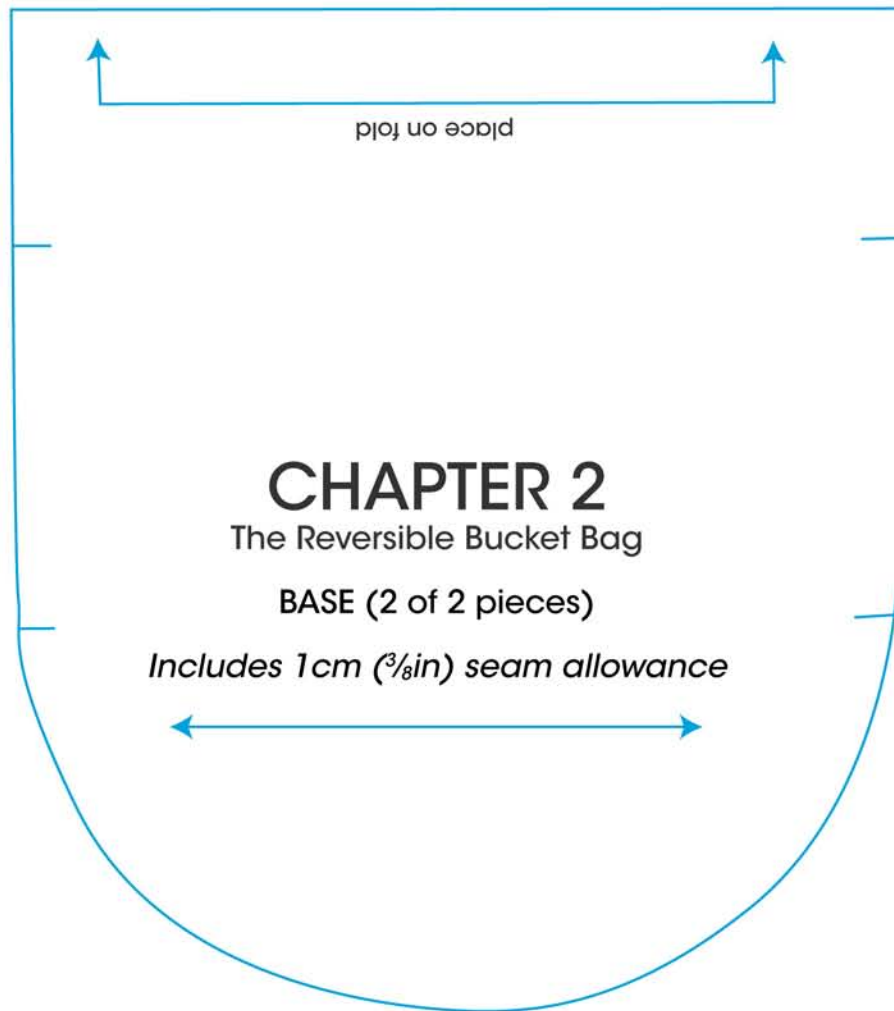 place on fold
CHAPTER 2
The Reversible Bucket Bag
BASE (2 of 2 pieces)
Includes 1cm (⅜in) seam allowance